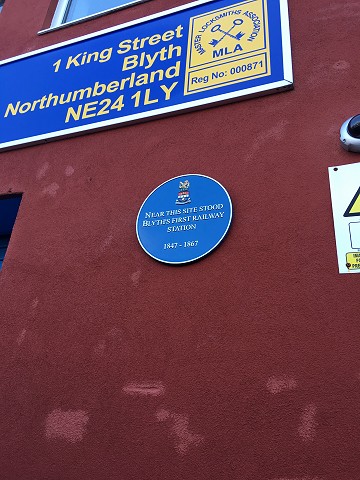 1 King Street
Blyth
Northumberland
NE24 1LY
MASTER LOCKSMITHS ASSOCIATION
MLA
Reg No: 000871
NEAR THIS SITE STOOD
BLYTH'S FIRST RAILWAY
STATION
1847 - 1867